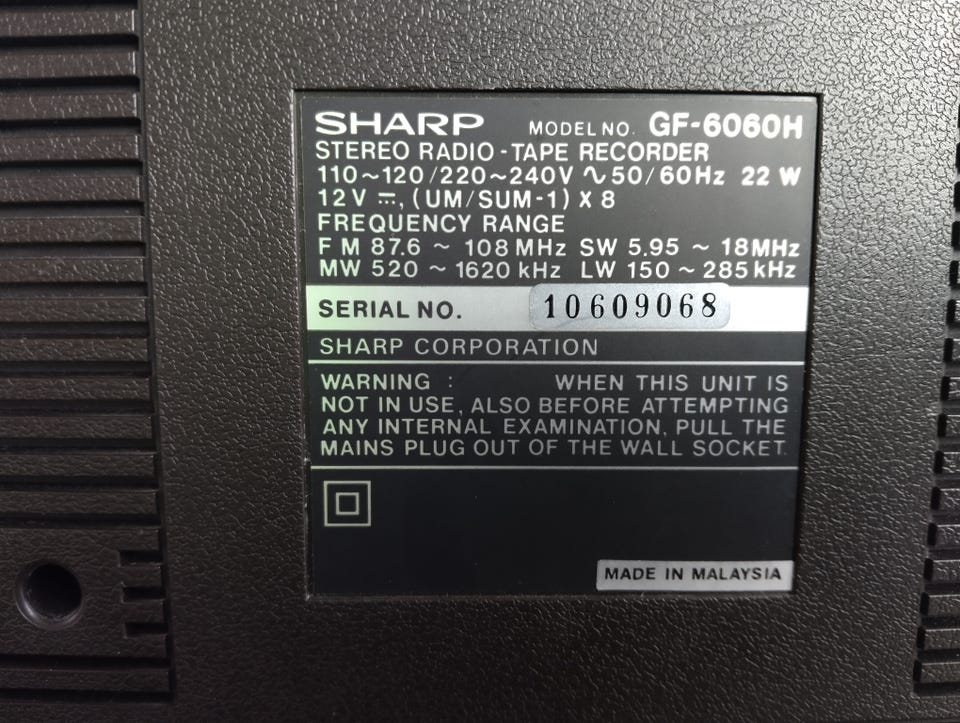 SHARP MODEL NO. GF-6060H
STEREO RADIO-TAPE RECORDER
110~120/220~240V ∿ 50/60Hz 22 W
12V ⎓, (UM/SUM-1) X 8
FREQUENCY RANGE
FM 87.6 ~ 108 MHz SW 5.95 ~ 18MHz
MW 520 ~ 1620 kHz LW 150 ~ 285kHz
SERIAL NO. 10609068
SHARP CORPORATION
WARNING : WHEN THIS UNIT IS
NOT IN USE, ALSO BEFORE ATTEMPTING
ANY INTERNAL EXAMINATION, PULL THE
MAINS PLUG OUT OF THE WALL SOCKET.
MADE IN MALAYSIA